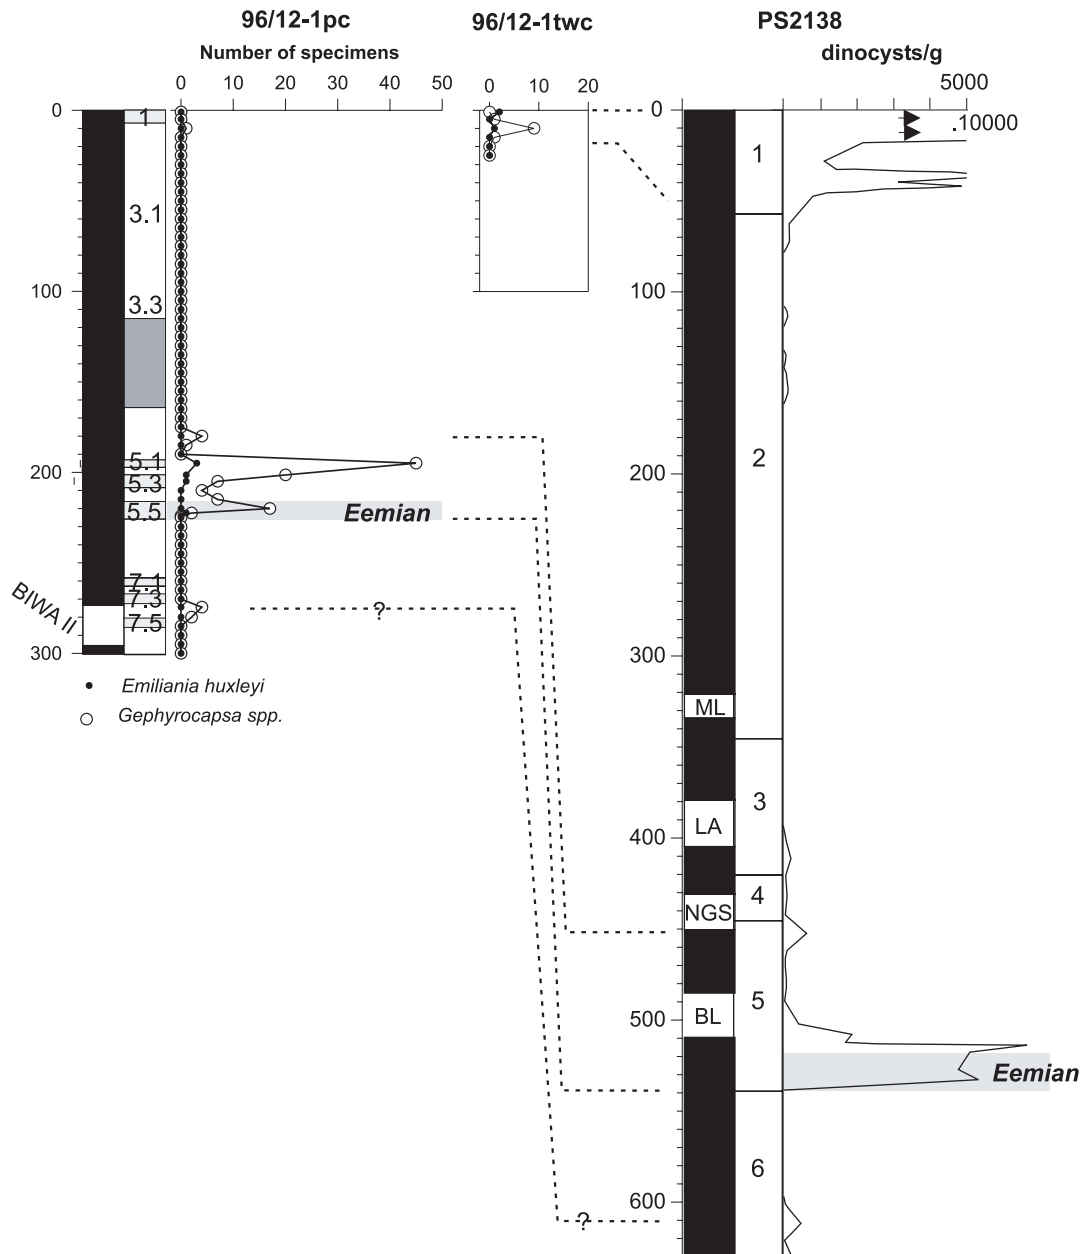 96/12-1pc
96/12-1twc
PS2138
Number of specimens
dinocysts/g
0 10 20 30 40 50
0 10 20
5000
.10000
0
100
200
300
1
3.1
3.3
5.1
5.3
5.5
7.1
7.3
7.5
BIWA II
Eemian
?
Emiliania huxleyi
Gephyrocapsa spp.
0
100
200
300
400
500
600
ML
LA
NGS
BL
1
2
3
4
5
6
Eemian
?